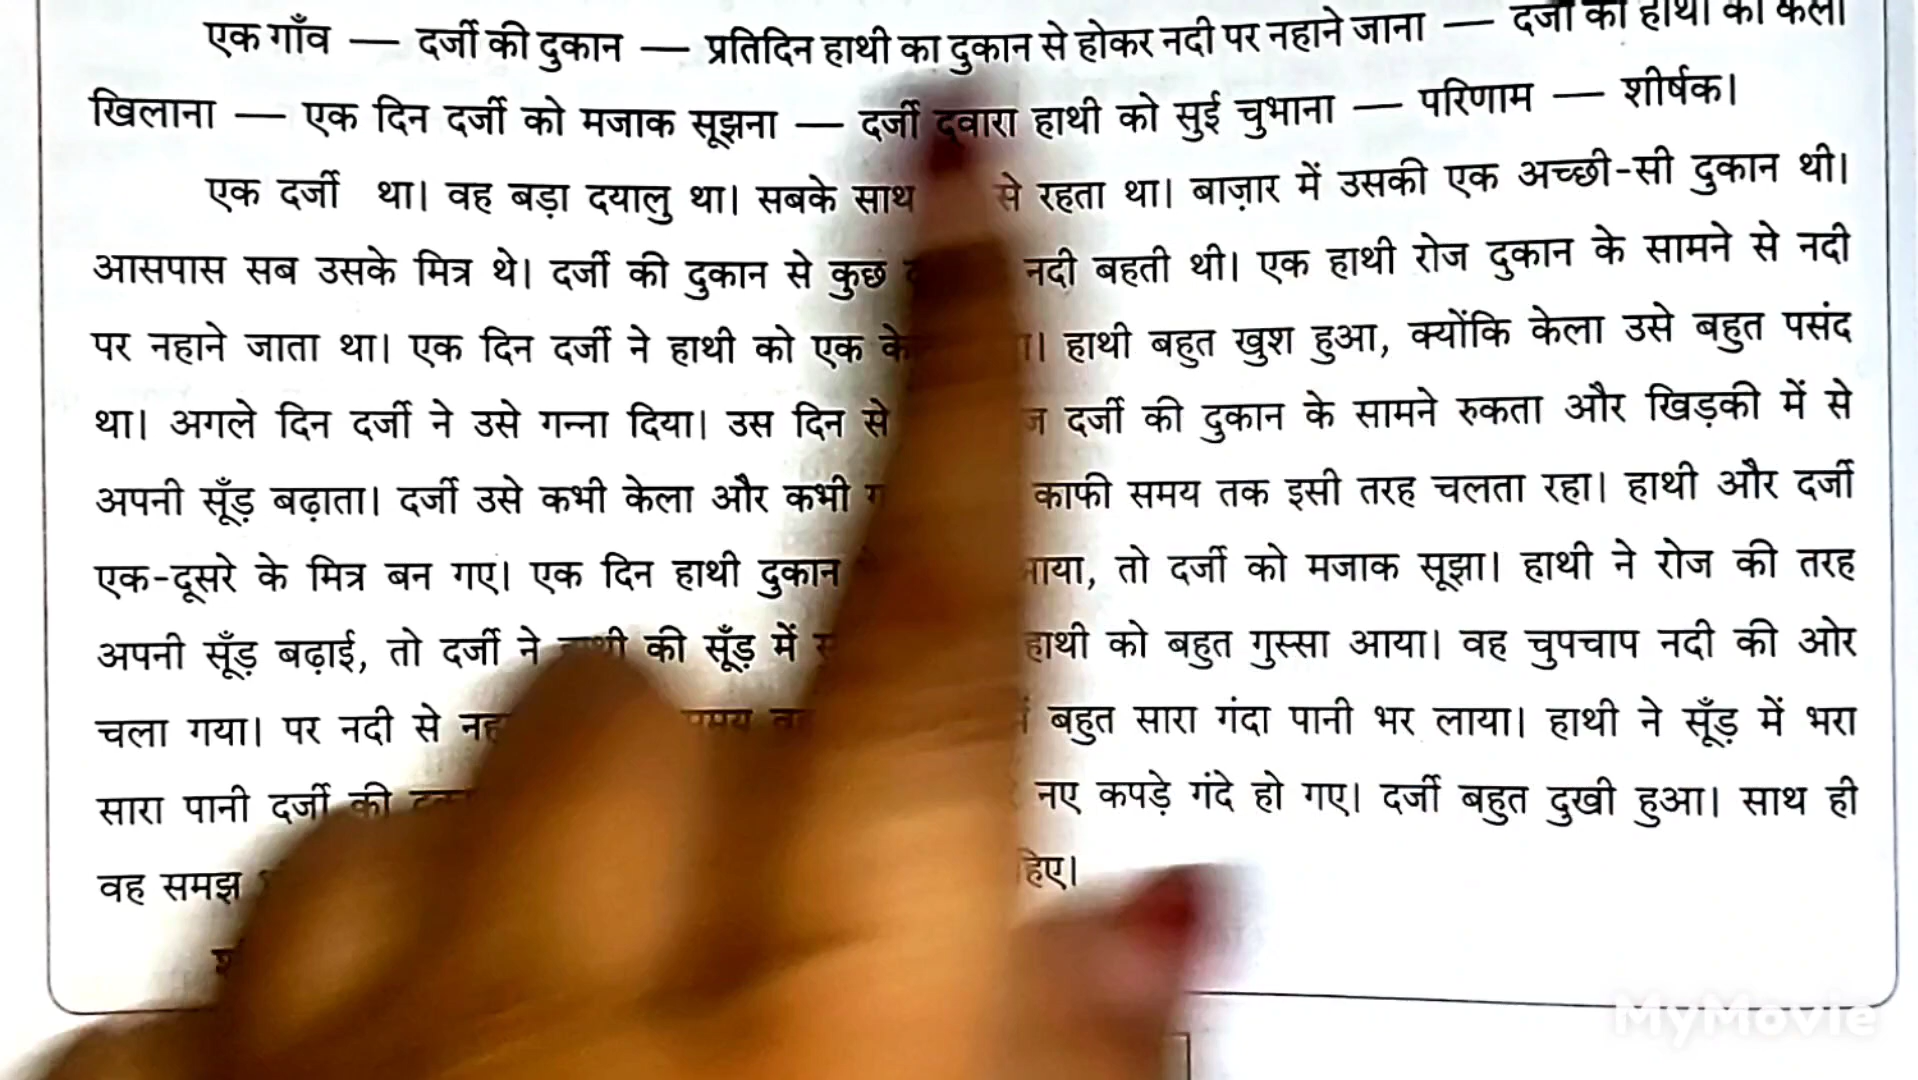 एक गाँव — दर्जी की दुकान — प्रतिदिन हाथी का दुकान से होकर नदी पर नहाने जाना — दर्जी का हाथी को केला
खिलाना — एक दिन दर्जी को मजाक सूझना — दर्जी द्वारा हाथी को सुई चुभाना — परिणाम — शीर्षक।
एक दर्जी था। वह बड़ा दयालु था। सबके साथ से रहता था। बाज़ार में उसकी एक अच्छी-सी दुकान थी।
आसपास सब उसके मित्र थे। दर्जी की दुकान से कुछ नदी बहती थी। एक हाथी रोज दुकान के सामने से नदी
पर नहाने जाता था। एक दिन दर्जी ने हाथी को एक हाथी बहुत खुश हुआ, क्योंकि केला उसे बहुत पसंद
था। अगले दिन दर्जी ने उसे गन्ना दिया। उस दिन से दर्जी की दुकान के सामने रुकता और खिड़की में से
अपनी सूँड़ बढ़ाता। दर्जी उसे कभी केला और कभी काफी समय तक इसी तरह चलता रहा। हाथी और दर्जी
एक-दूसरे के मित्र बन गए। एक दिन हाथी दुकान तो दर्जी को मजाक सूझा। हाथी ने रोज की तरह
अपनी सूँड़ बढ़ाई, तो दर्जी ने हाथी की सूँड़ में हाथी को बहुत गुस्सा आया। वह चुपचाप नदी की ओर
चला गया। पर नदी से समय बहुत सारा गंदा पानी भर लाया। हाथी ने सूँड़ में भरा
सारा पानी दर्जी की नए कपड़े गंदे हो गए। दर्जी बहुत दुखी हुआ। साथ ही
वह समझ
MyMovie